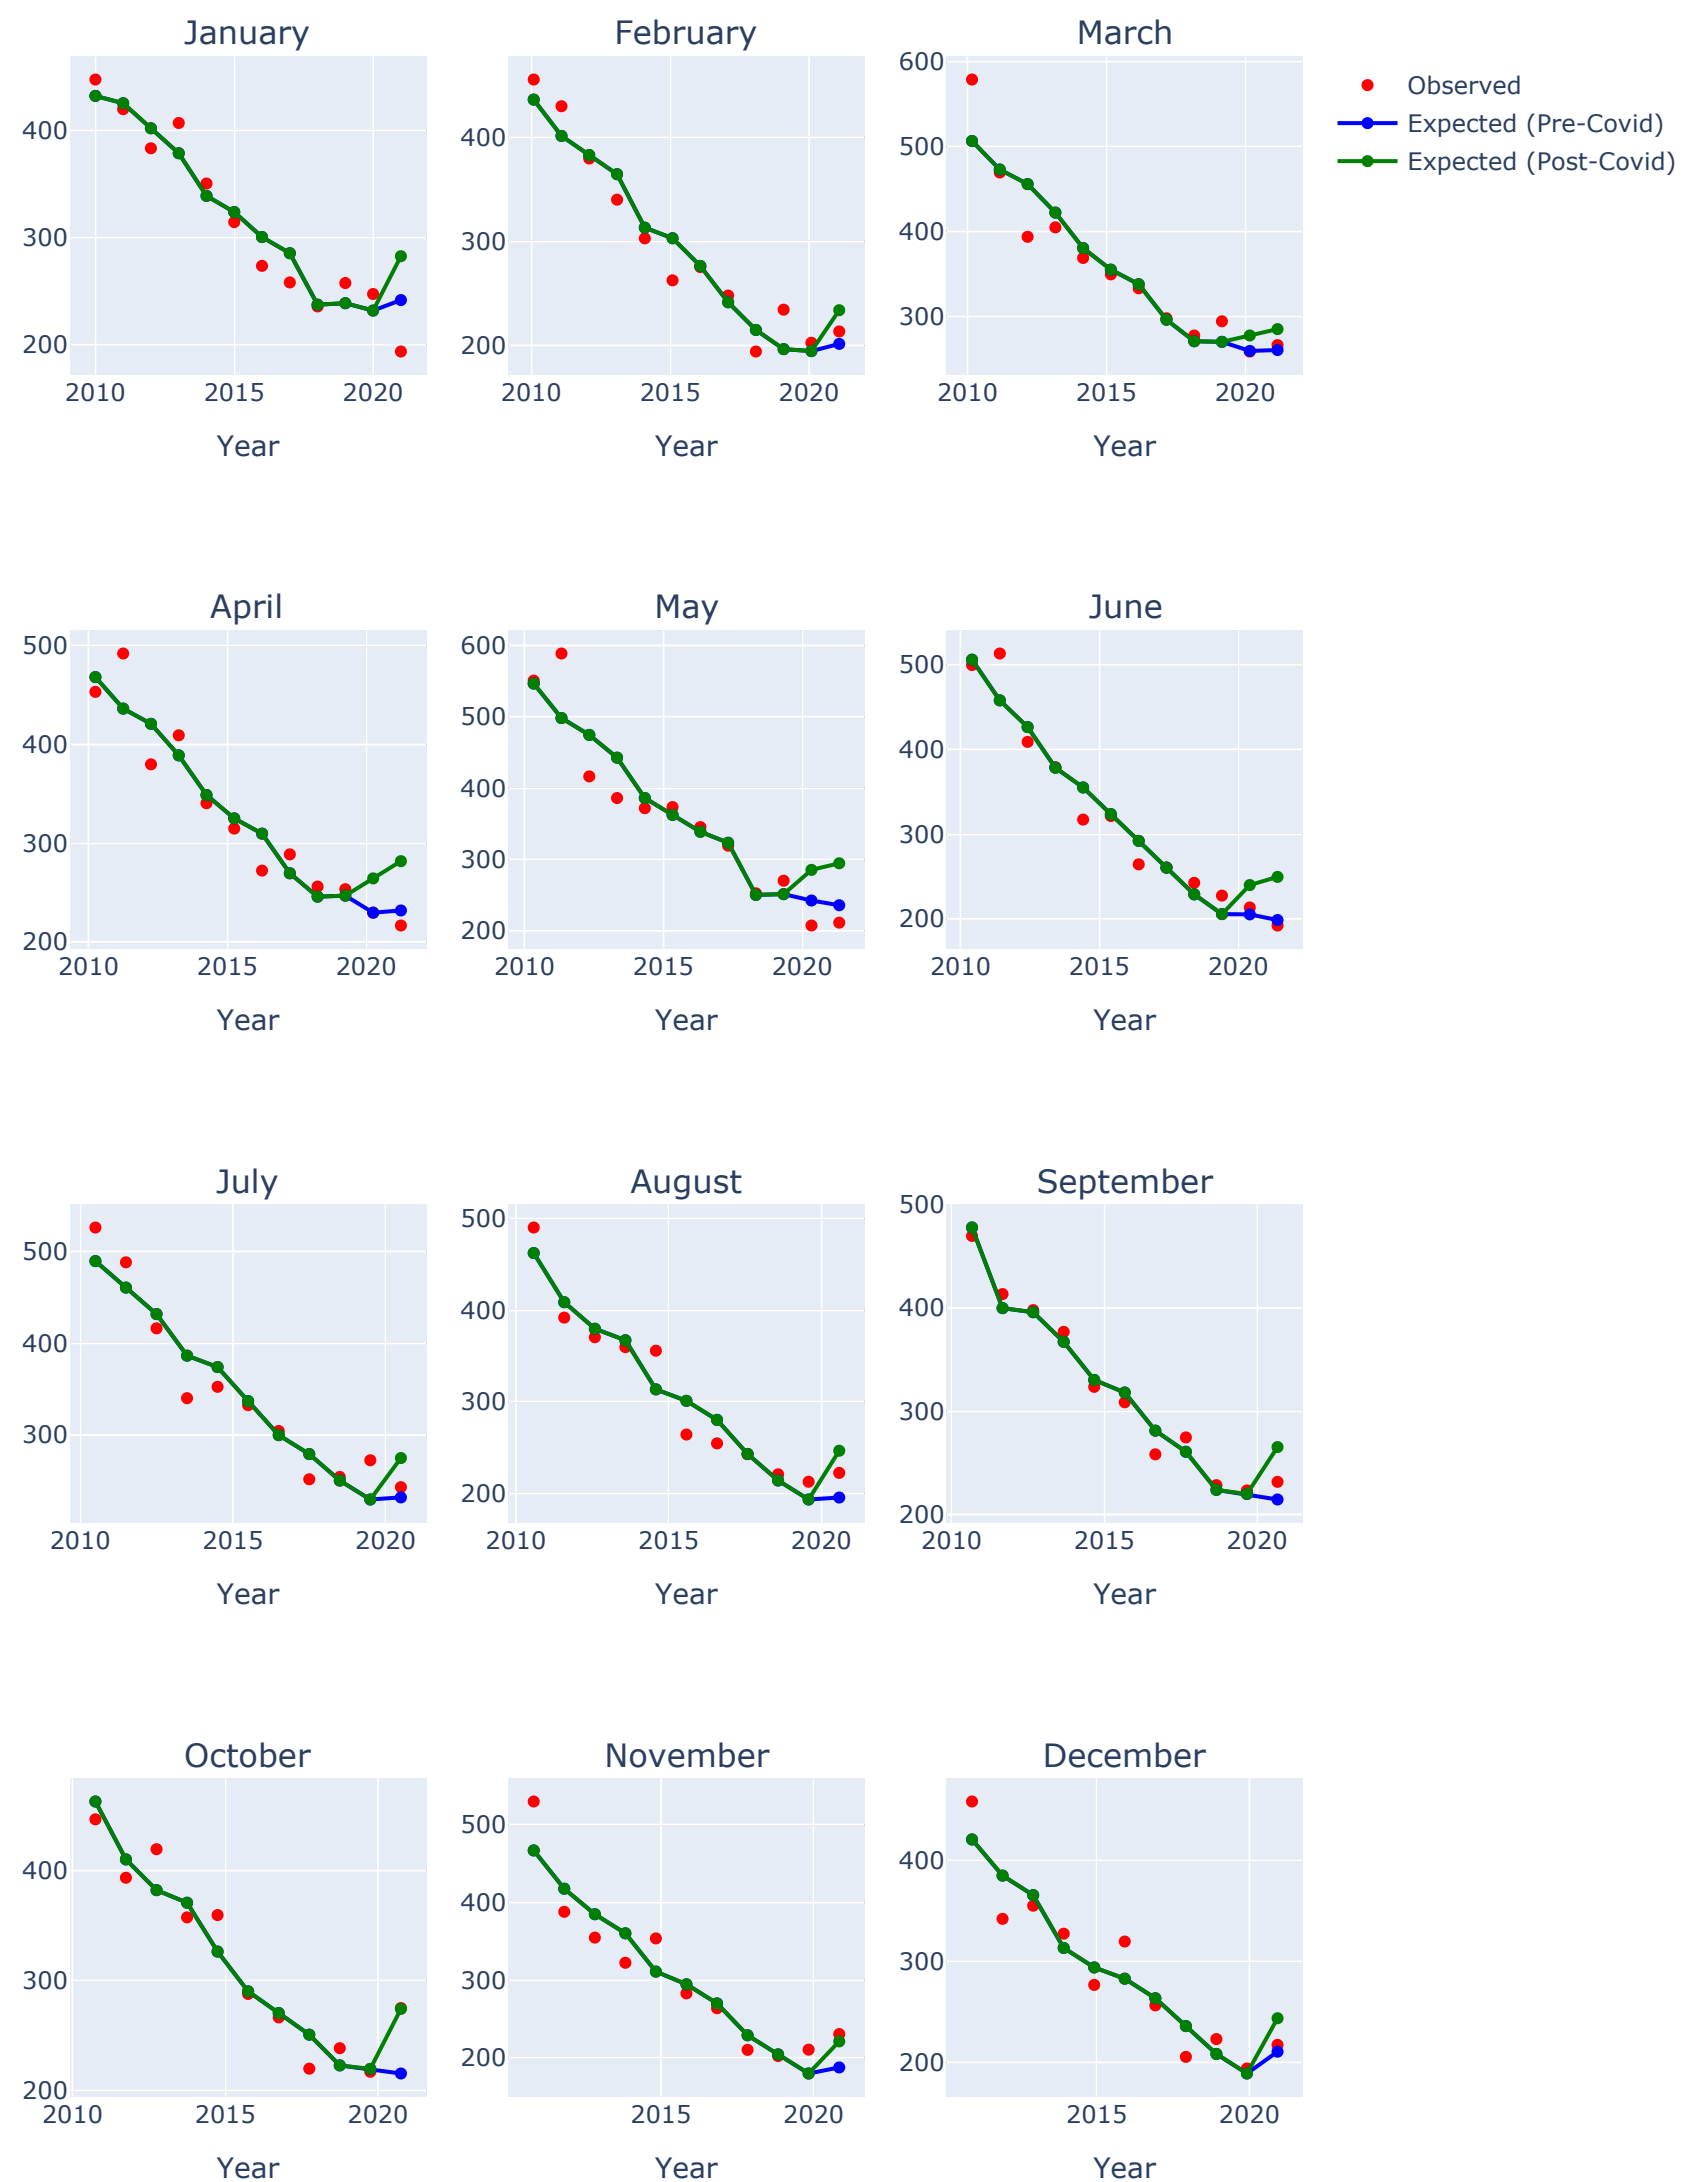 January
February
March
400
300
200
2010
2015
2020
Year
400
300
200
2010
2015
2020
Year
600
500
400
300
2010
2015
2020
Year
Observed
Expected (Pre-Covid)
Expected (Post-Covid)
April
May
June
500
400
300
200
2010
2015
2020
Year
600
500
400
300
200
2010
2015
2020
Year
500
400
300
200
2010
2015
2020
Year
July
August
September
500
400
300
2010
2015
2020
Year
500
400
300
200
2010
2015
2020
Year
500
400
300
200
2010
2015
2020
Year
October
November
December
400
300
200
2010
2015
2020
Year
500
400
300
200
2015
2020
Year
400
300
200
2015
2020
Year